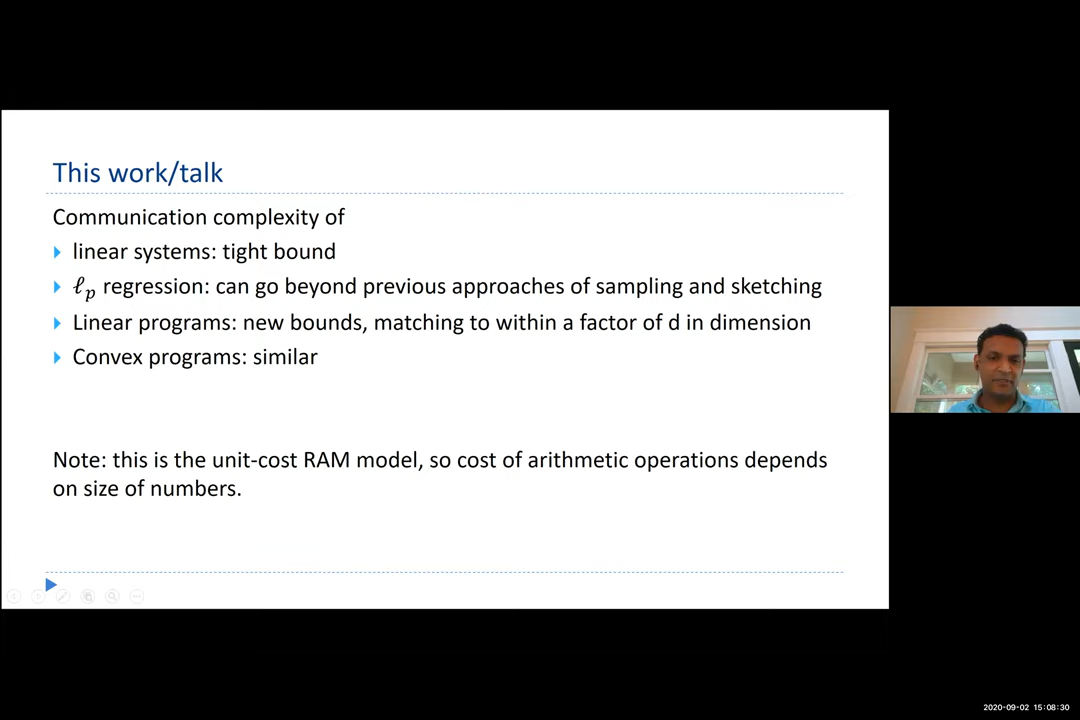 This work/talk
Communication complexity of
linear systems: tight bound
ℓp regression: can go beyond previous approaches of sampling and sketching
Linear programs: new bounds, matching to within a factor of d in dimension
Convex programs: similar
Note: this is the unit-cost RAM model, so cost of arithmetic operations depends
on size of numbers.
2020-09-02 15:08:30